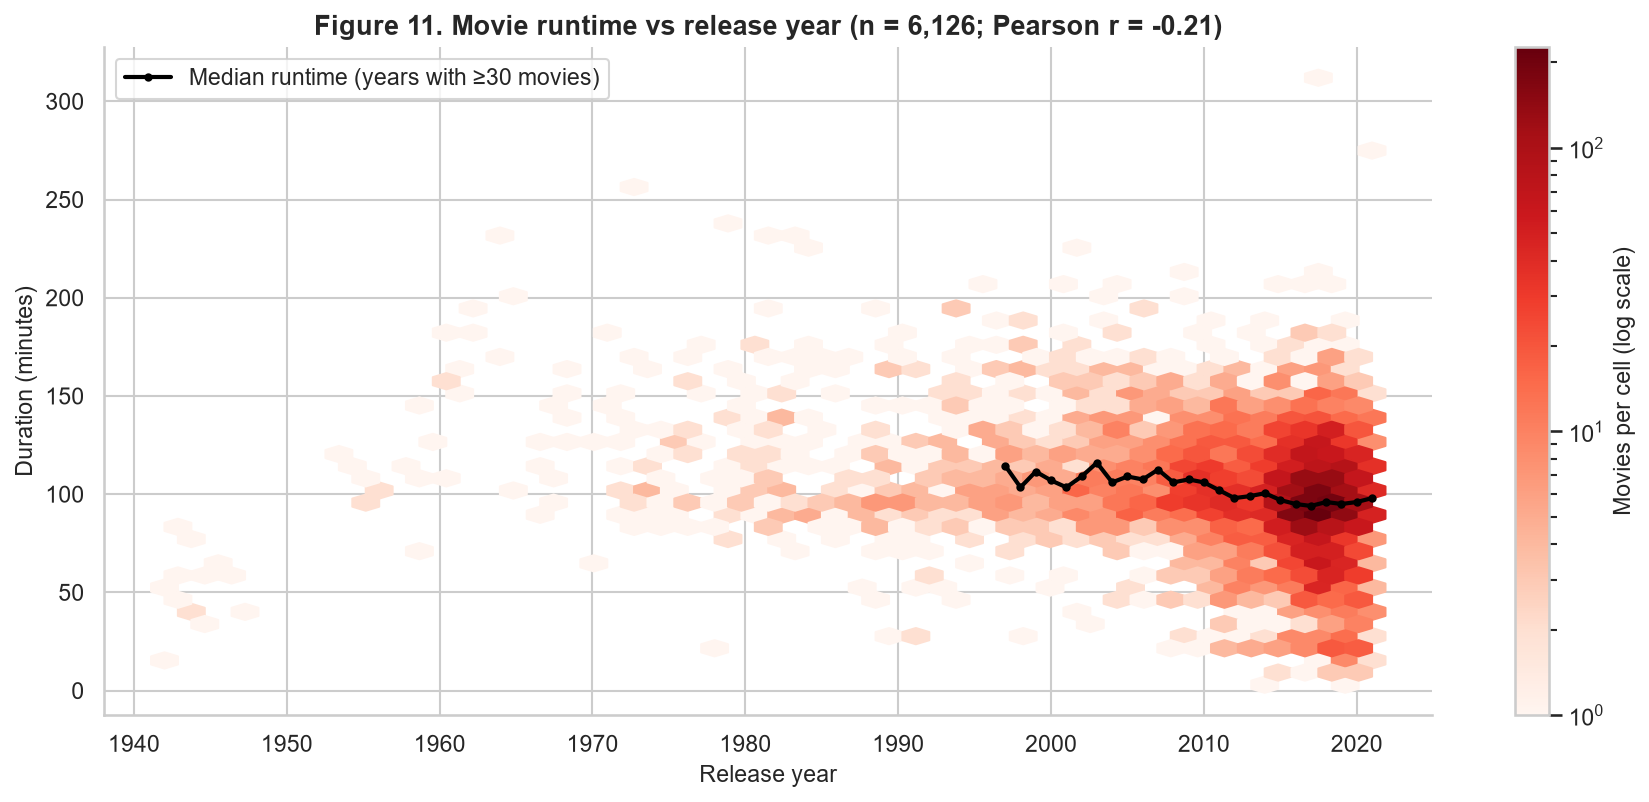 Figure 11. Movie runtime vs release year (n = 6,126; Pearson r = -0.21)
Median runtime (years with ≥30 movies)
Duration (minutes)
300
250
200
150
100
50
0
1940 1950 1960 1970 1980 1990 2000 2010 2020
Release year
10²
10¹
10⁰
Movies per cell (log scale)